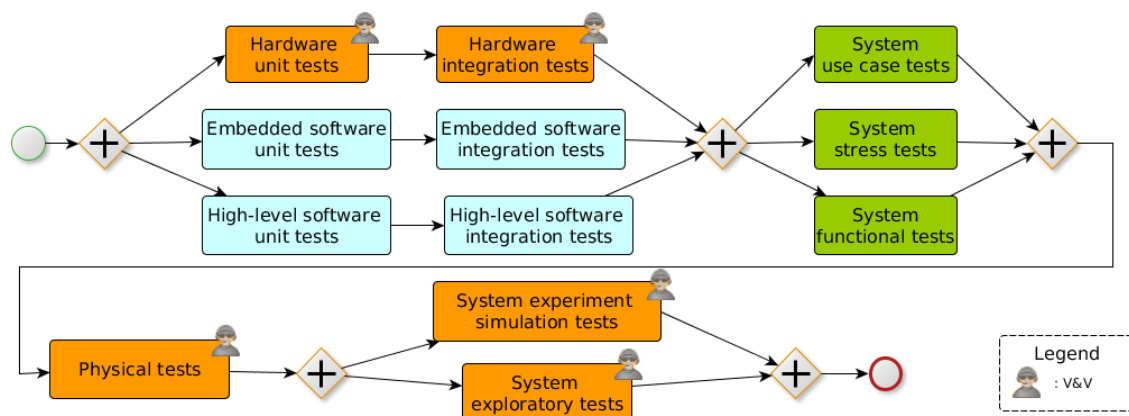 Hardware
unit tests
Hardware
integration tests
System
use case tests
Embedded software
unit tests
Embedded software
integration tests
System
stress tests
High-level software
unit tests
High-level software
integration tests
System
functional tests
System experiment
simulation tests
Physical tests
System
exploratory tests
Legend
: V&V